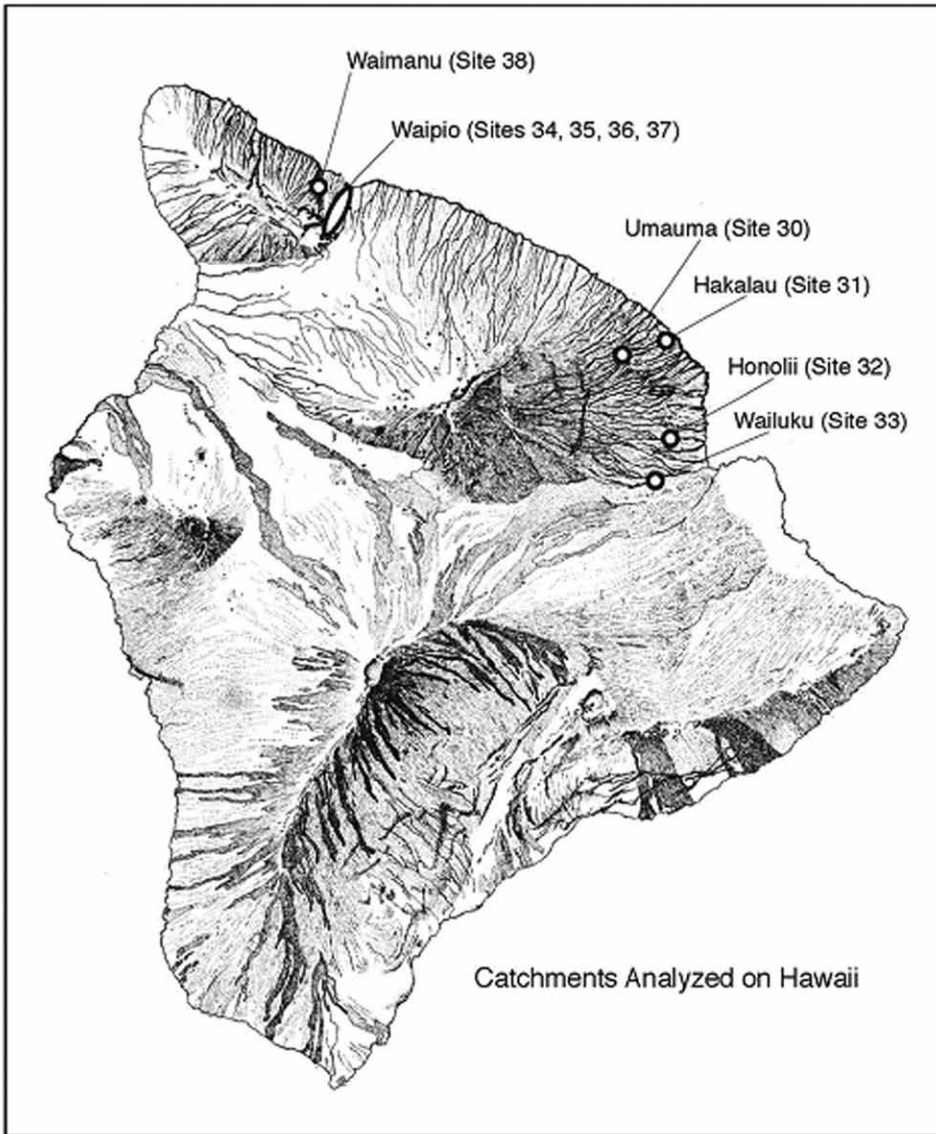 Waimanu (Site 38)
Waipio (Sites 34, 35, 36, 37)
Umauma (Site 30)
Hakalau (Site 31)
Honolii (Site 32)
Wailuku (Site 33)
Catchments Analyzed on Hawaii